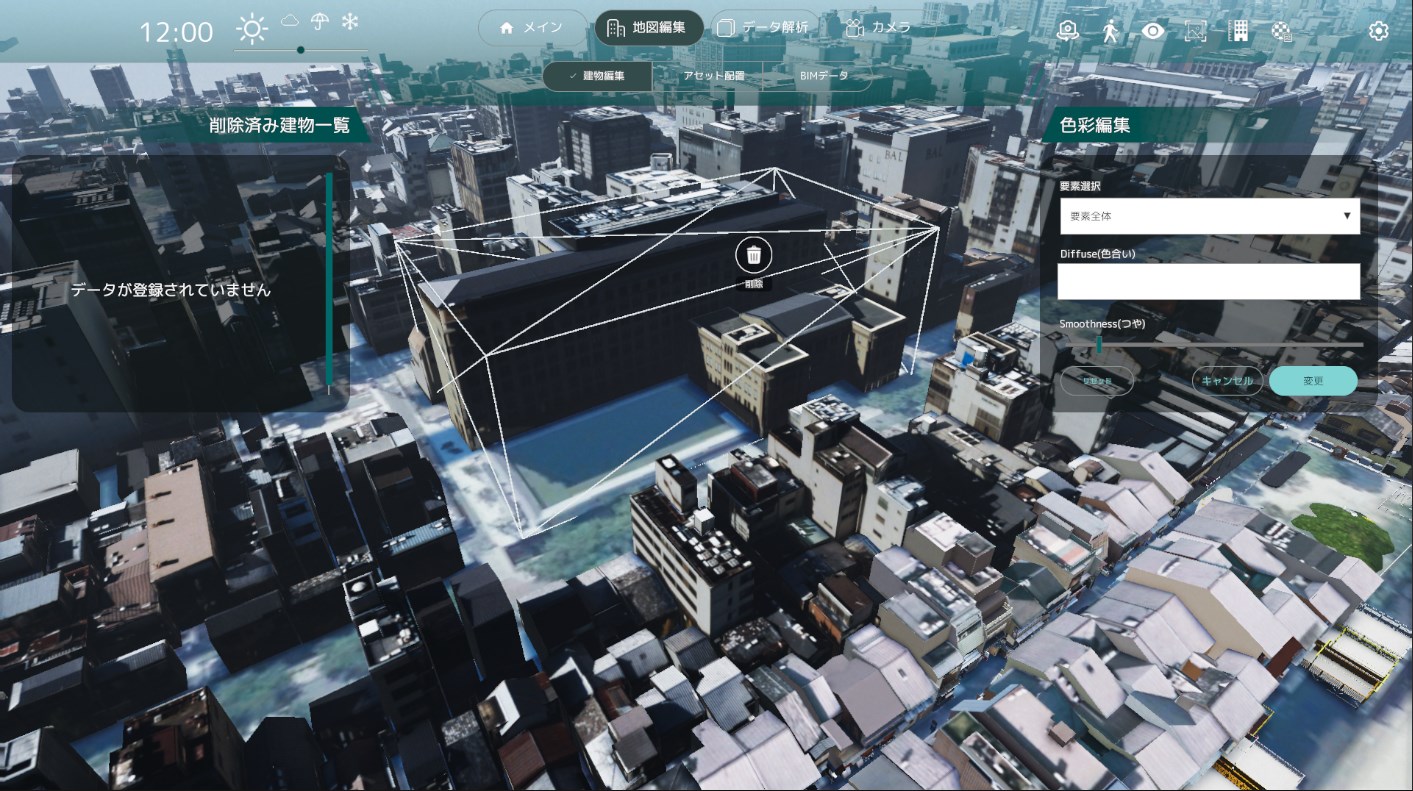 12:00
メイン
地図編集
データ解析
カメラ
✓ 建物編集
アセット配置
BIMデータ
削除済み建物一覧
データが登録されていません
BAL BAL
削除
色彩編集
要素選択
要素全体
Diffuse(色合い)
Smoothness(つや)
キャンセル
変更